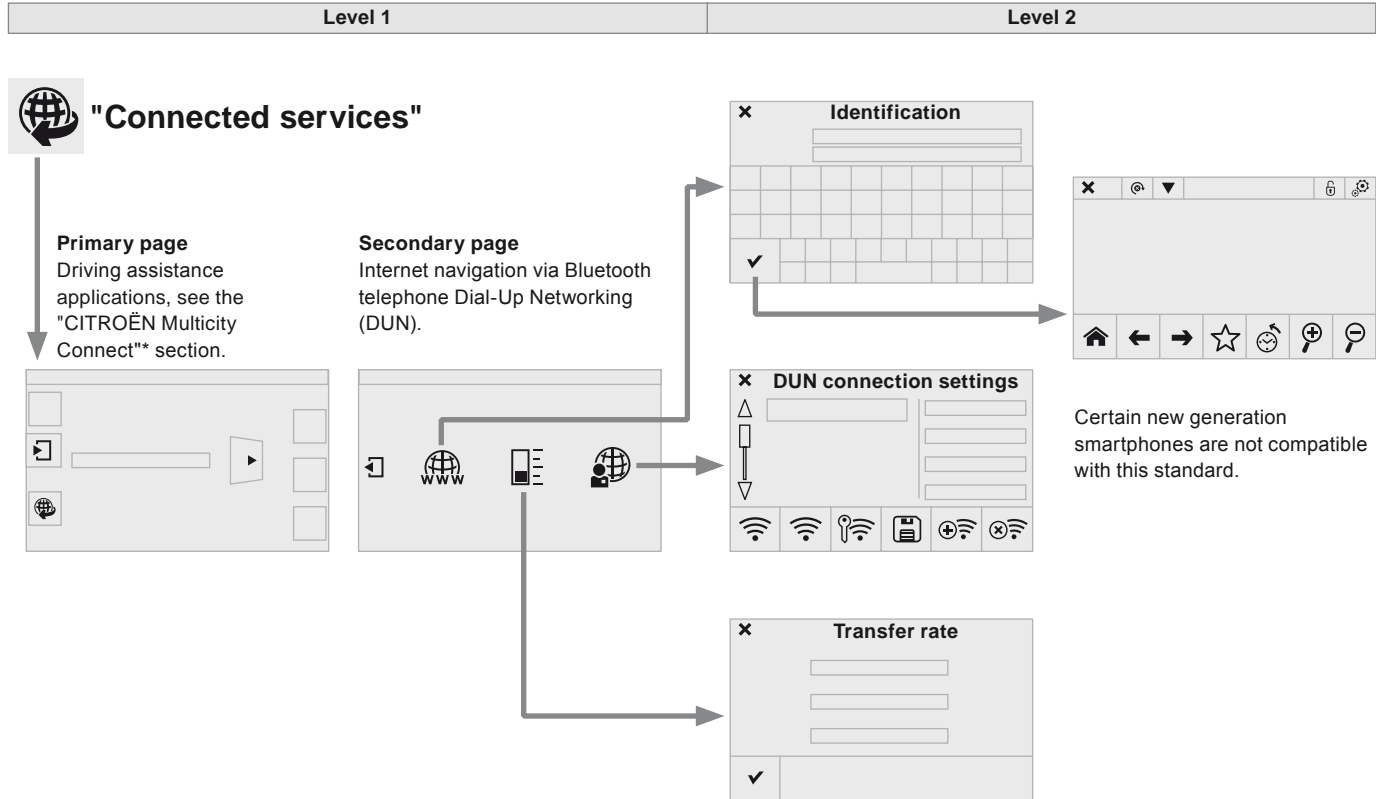 Level 1
Level 2
"Connected services"
Primary page
Driving assistance
applications, see the
"CITROËN Multicity
Connect"* section.
Secondary page
Internet navigation via Bluetooth
telephone Dial-Up Networking
(DUN).
WWW
Identification
DUN connection settings
Certain new generation
smartphones are not compatible
with this standard.
Transfer rate